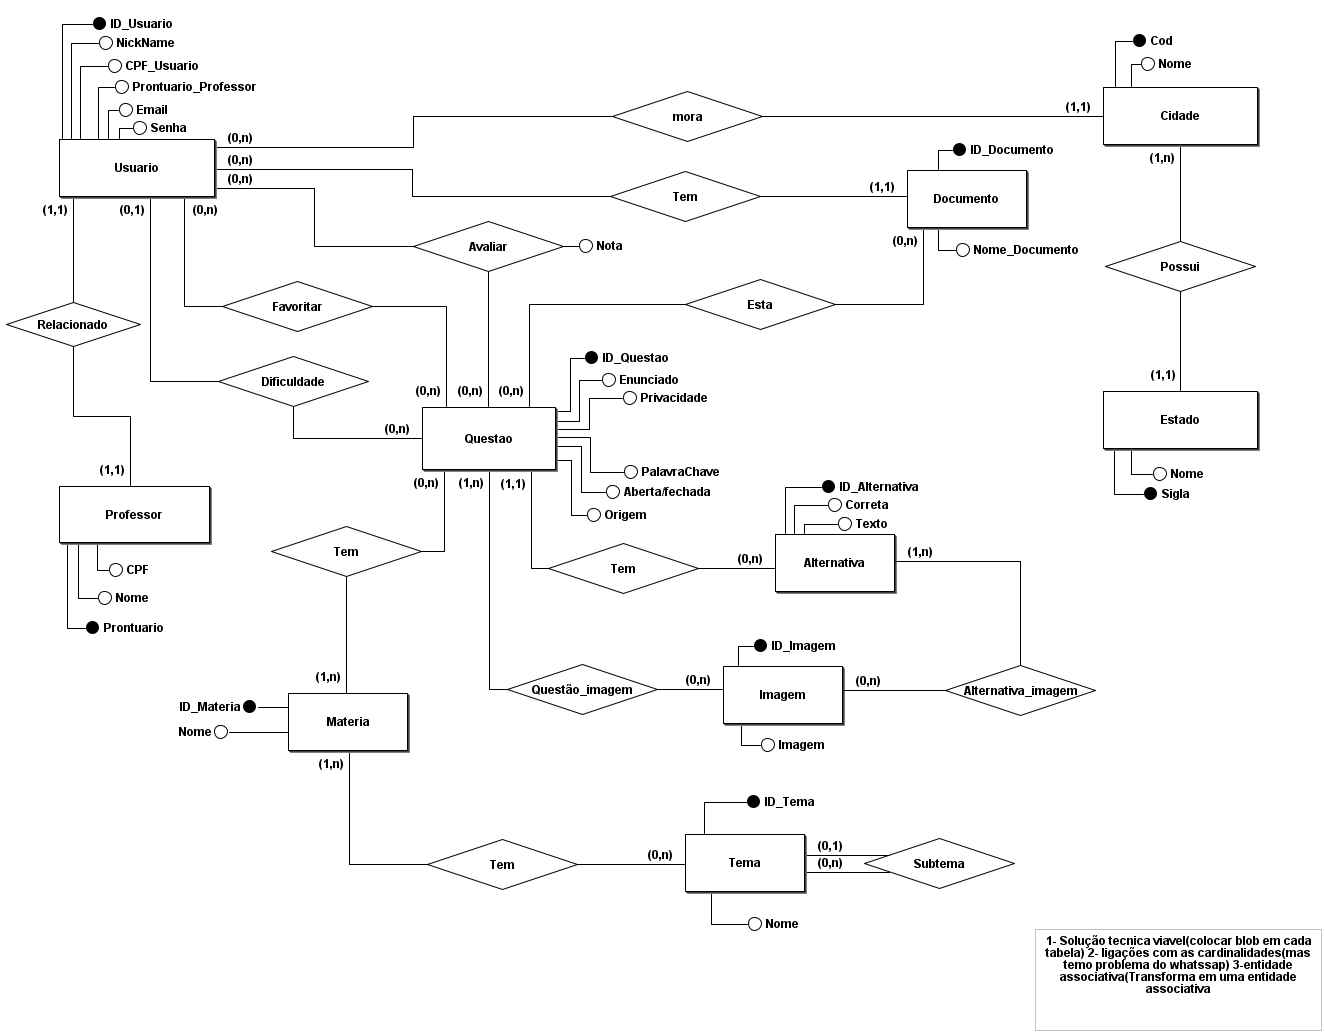 ID_Usuario
NickName
CPF_Usuario
Prontuario_Professor
Email
Senha
Usuario
(0,n)
(0,n)
(0,n)
(1,1)
(0,1)
(0,n)
mora
(1,1)
Cod
Nome
Cidade
(1,n)
Tem
(1,1)
ID_Documento
Documento
(0,n)
Nome_Documento
Avaliar
Nota
Possui
Favoritar
Esta
Relacionado
Dificuldade
(1,1)
Estado
Nome
Sigla
(0,n)
(0,n)
(0,n)
(0,n)
ID_Questao
Enunciado
Privacidade
Questao
PalavraChave
Aberta/fechada
Origem
(0,n)
(1,n)
(1,1)
(1,1)
Professor
CPF
Nome
Prontuario
Tem
Tem
(0,n)
ID_Alternativa
Correta
Texto
Alternativa
(1,n)
ID_Imagem
Questão_imagem
(0,n)
Imagem
(0,n)
Alternativa_imagem
Imagem
(1,n)
ID_Materia
Nome
Materia
(1,n)
Tem
(0,n)
ID_Tema
Tema
(0,1)
(0,n)
Subtema
Nome
1- Solução tecnica viavel(colocar blob em cada
tabela) 2- ligações com as cardinalidades(mas
temo problema do whatssap) 3-entidade
associativa(Transforma em uma entidade
associativa